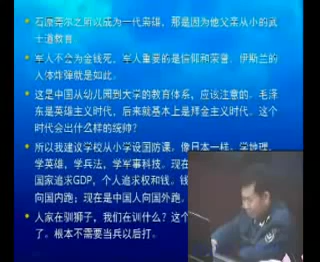 石原莞尔之所以成为一代枭雄，那是因为他父亲从小的武
士道教育
军人不会为金钱死，军人重要的是信仰和荣誉。伊斯兰的
人体炸弹就是如此。
这是中国从幼儿园到大学的教育体系，应该注意的。毛泽
东是英雄主义时代，后来就基本上是拜金主义时代。这个
时代会出什么样的统帅？
所以我建议学校从小学设国防课。像日本一样，学地理，
学英雄，学兵法，学军事科技。现在
国家追求GDP，个人追求权和钱。钱
向国内跑；现在是中国人向国外跑。
人家在驯狮子，我们在训什么？这个
了。根本不需要当兵以后打。